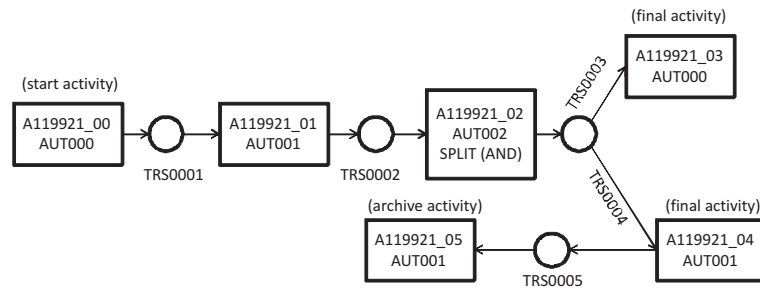 (final activity)
A119921_03
AUT000
TRS0003
(start activity)
A119921_00
AUT000
TRS0001
A119921_01
AUT001
TRS0002
A119921_02
AUT002
SPLIT (AND)
TRS0004
(archive activity)
A119921_05
AUT001
TRS0005
(final activity)
A119921_04
AUT001